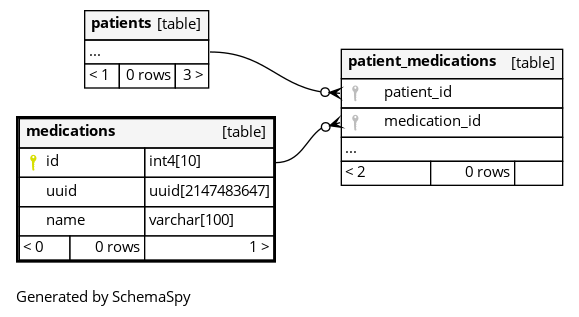 patients [table]
...
< 1 0 rows 3 >
patient_medications [table]
patient_id
medication_id
...
< 2 0 rows
medications [table]
id int4[10]
uuid uuid[2147483647]
name varchar[100]
< 0 0 rows 1 >
Generated by SchemaSpy